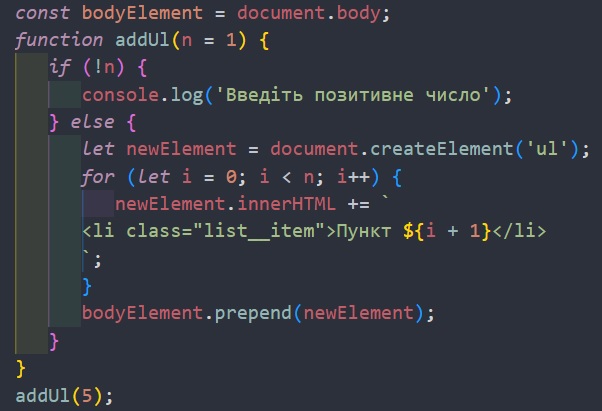 const bodyElement = document.body;
function addUl(n = 1) {
if (!n) {
console.log('Введіть позитивне число');
} else {
let newElement = document.createElement('ul');
for (let i = 0; i < n; i++) {
newElement.innerHTML += `
<li class="list__item">Пункт ${i + 1}</li>
`;
}
bodyElement.prepend(newElement);
}
}
addUl(5);